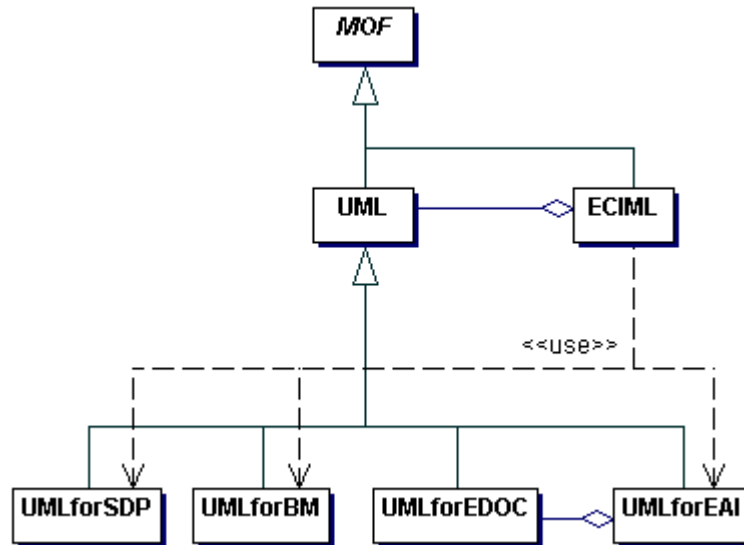 MOF
UML
ECIML
<<use>>
UMLforSDP
UMLforBM
UMLforEDOC
UMLforEAI